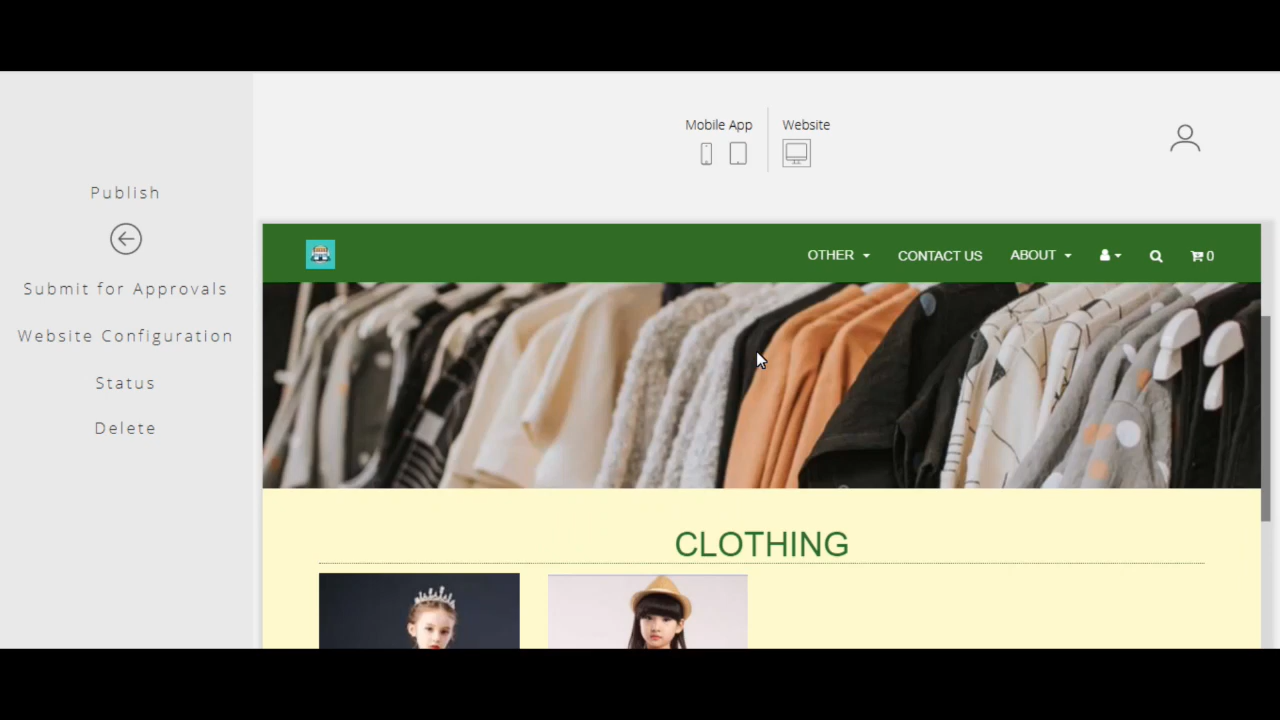 Mobile App
Website
Publish
Submit for Approvals
Website Configuration
Status
Delete
OTHER
CONTACT US
ABOUT
0
CLOTHING